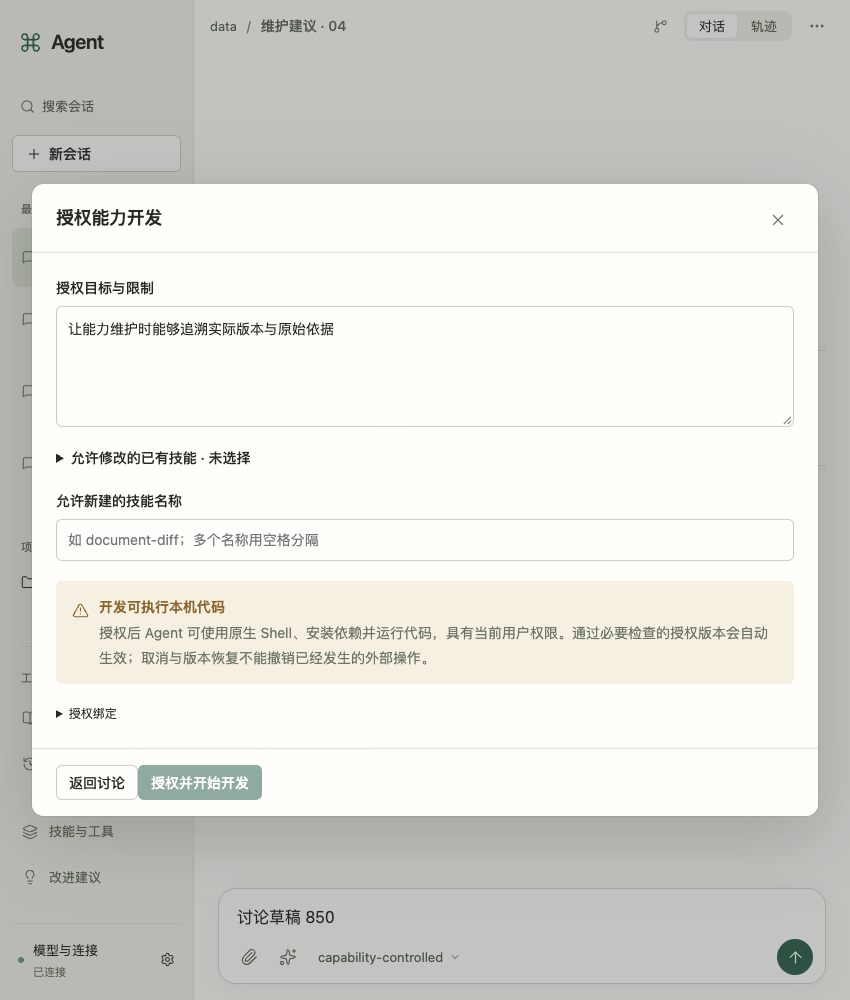 Agent
data / 维护建议 · 04
对话
轨迹
搜索会话
新会话
最
授权能力开发
授权目标与限制
让能力维护时能够追溯实际版本与原始依据
允许修改的已有技能 · 未选择
允许新建的技能名称
如 document-diff；多个名称用空格分隔
开发可执行本机代码
授权后 Agent 可使用原生 Shell、安装依赖并运行代码，具有当前用户权限。通过必要检查的授权版本会自动
生效；取消与版本恢复不能撤销已经发生的外部操作。
授权绑定
返回讨论
授权并开始开发
项
工
技能与工具
改进建议
模型与连接
已连接
讨论草稿 850
capability-controlled